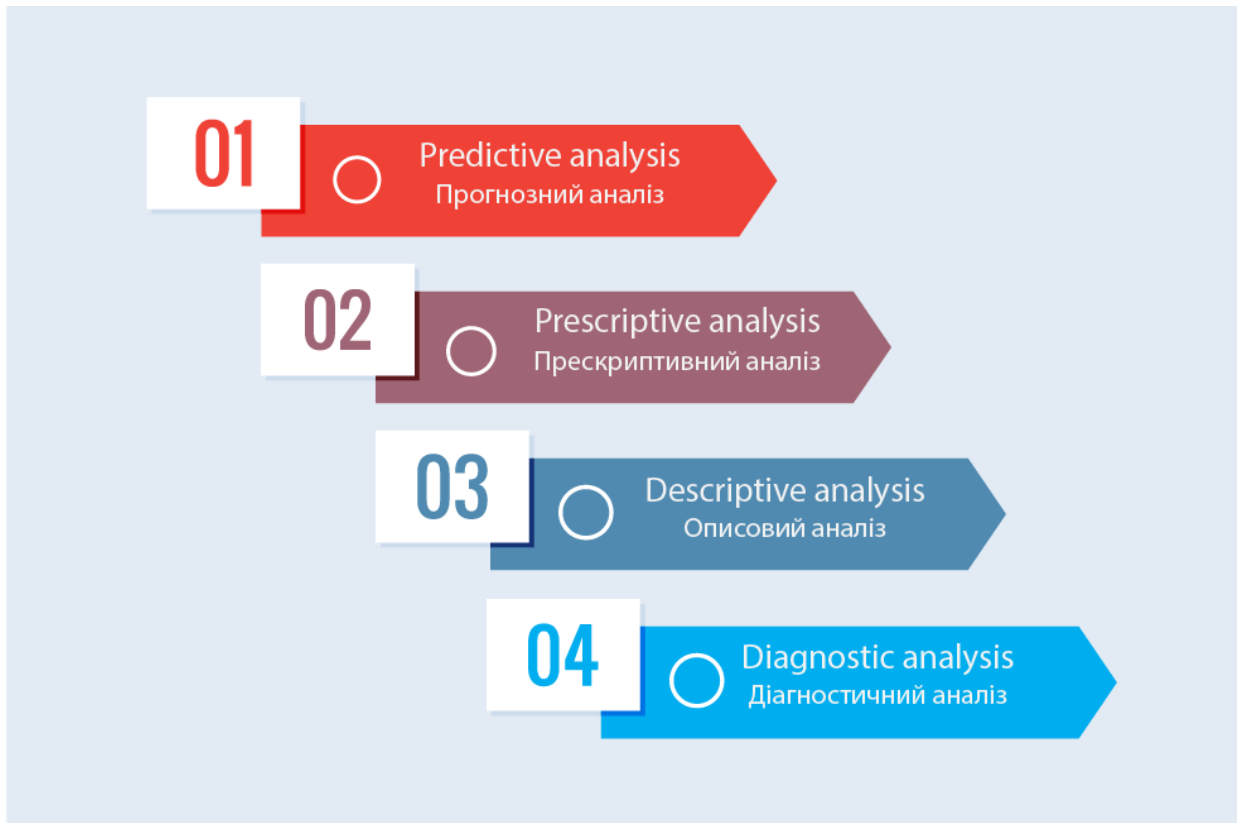 01
Predictive analysis
Прогнозний аналіз
02
Prescriptive analysis
Прескриптивний аналіз
03
Descriptive analysis
Описовий аналіз
04
Diagnostic analysis
Діагностичний аналіз